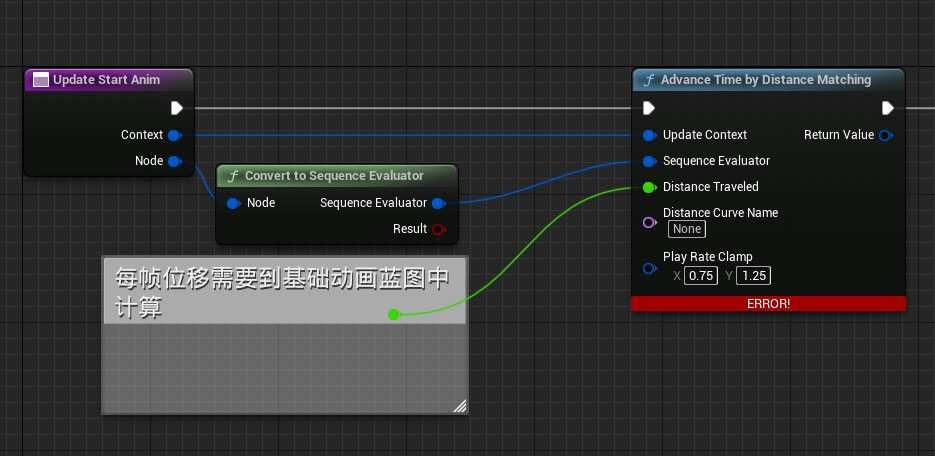 Update Start Anim
Context
Node
Convert to Sequence Evaluator
Node
Sequence Evaluator
Result
每帧位移需要到基础动画蓝图中
计算
Advance Time by Distance Matching
Update Context
Return Value
Sequence Evaluator
Distance Traveled
Distance Curve Name
None
Play Rate Clamp
X 0.75 Y 1.25
ERROR!